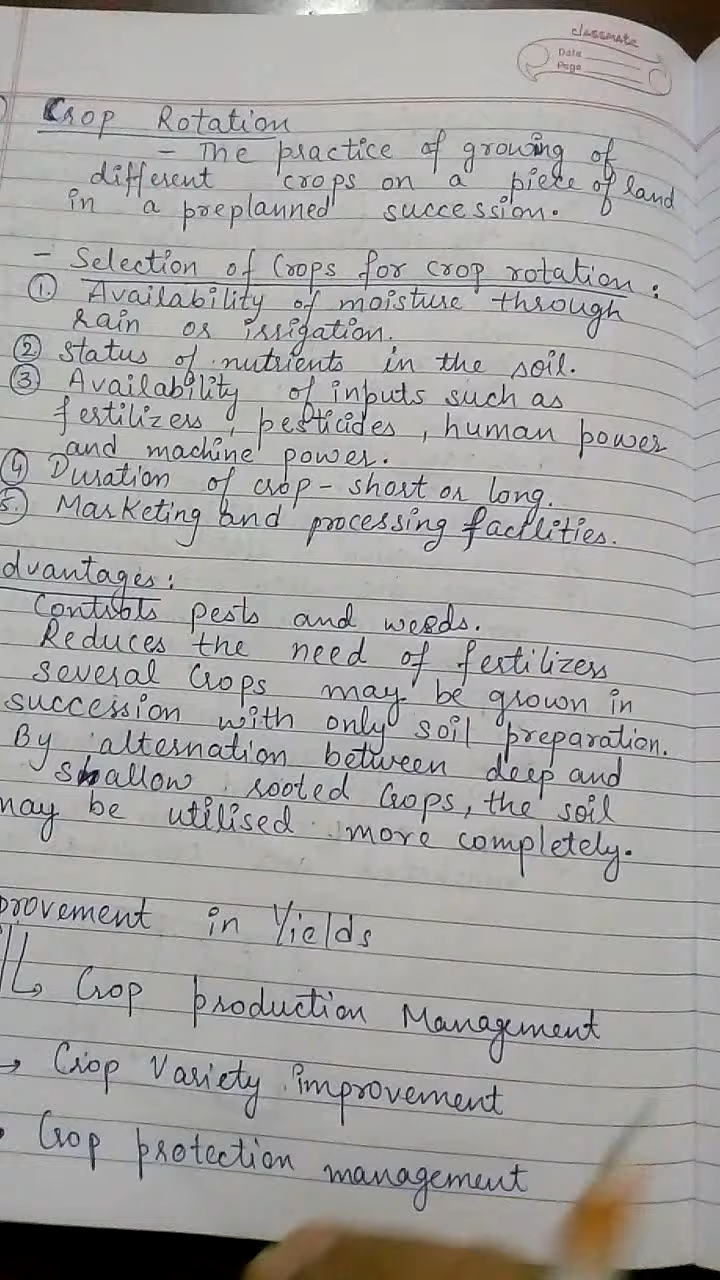 classmate
Date
Page
Crop Rotation
- The practice of growing of
different crops on a piece of land
in a preplanned succession.
- Selection of Crops for crop rotation:
① Availability of moisture through
rain or irrigation.
② Status of nutrients in the soil.
③ Availability of inputs such as
fertilizers, pesticides, human power
and machine power.
④ Duration of crop - short or long.
5. Marketing and processing facilities.
dvantages:
Controls pests and weeds.
Reduces the need of fertilizers
Several Crops may be grown in
succession with only soil preparation.
By alternation between deep and
shallow rooted Crops, the soil
may be utilised more completely.
provement in Yields
↳ Crop production Management
→ Crop Variety improvement
Crop protection management